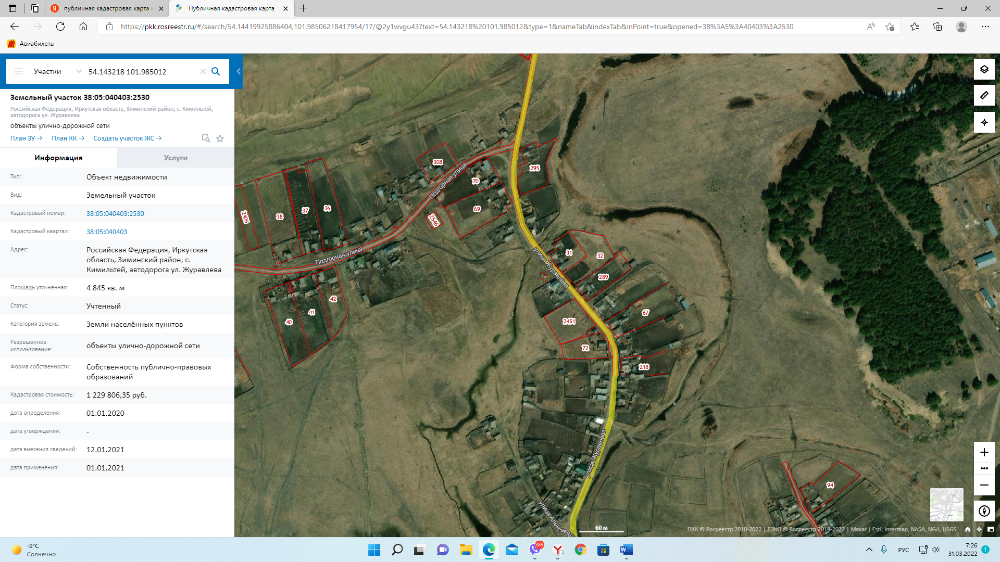 публичная кадастровая карта и
Публичная кадастровая карта
https://pkk.rosreestr.ru/#/search/54.14419925886404,101.98506218417954/17/@2y1wvgu43?text=54.143218%20101.985012&type=1&nameTab&indexTab&inPoint=true&opened=38%3A5%3A40403%3A2530
Авиабилеты
Участки
54.143218 101.985012
Земельный участок 38:05:040403:2530
Российская Федерация, Иркутская область, Зиминский район, с. Кимильтей,
автодорога ул. Журавлева
объекты улично-дорожной сети
План ЗУ → План КК → Создать участок ЖС →
Информация
Услуги
Тип: Объект недвижимости
Вид: Земельный участок
Кадастровый номер: 38:05:040403:2530
Кадастровый квартал: 38:05:040403
Адрес: Российская Федерация, Иркутская
область, Зиминский район, с.
Кимильтей, автодорога ул. Журавлева
Площадь уточненная: 4 845 кв. м
Статус: Учтенный
Категория земель: Земли населённых пунктов
Разрешенное
использование: объекты улично-дорожной сети
Форма собственности: Собственность публично-правовых
образований
Кадастровая стоимость: 1 229 806,35 руб.
дата определения: 01.01.2020
дата утверждения: -
дата внесения сведений: 12.01.2021
дата применения: 01.01.2021
308
295
70
Подгорная улица
69
2406
38
37
36
2546
Подгорная улица
31
32
улица Журавлёва
289
42
41
40
67
2451
72
218
улица Журавлёва
94
улица Алексеева
60 м
ПКК © Росреестр 2010-2022 | ЕЭКО © Росреестр 2019-2022 | Maxar | Esri, Intermap, NASA, NGA, USGS
-9°C
Солнечно
385
РУС
7:26
31.03.2022
1